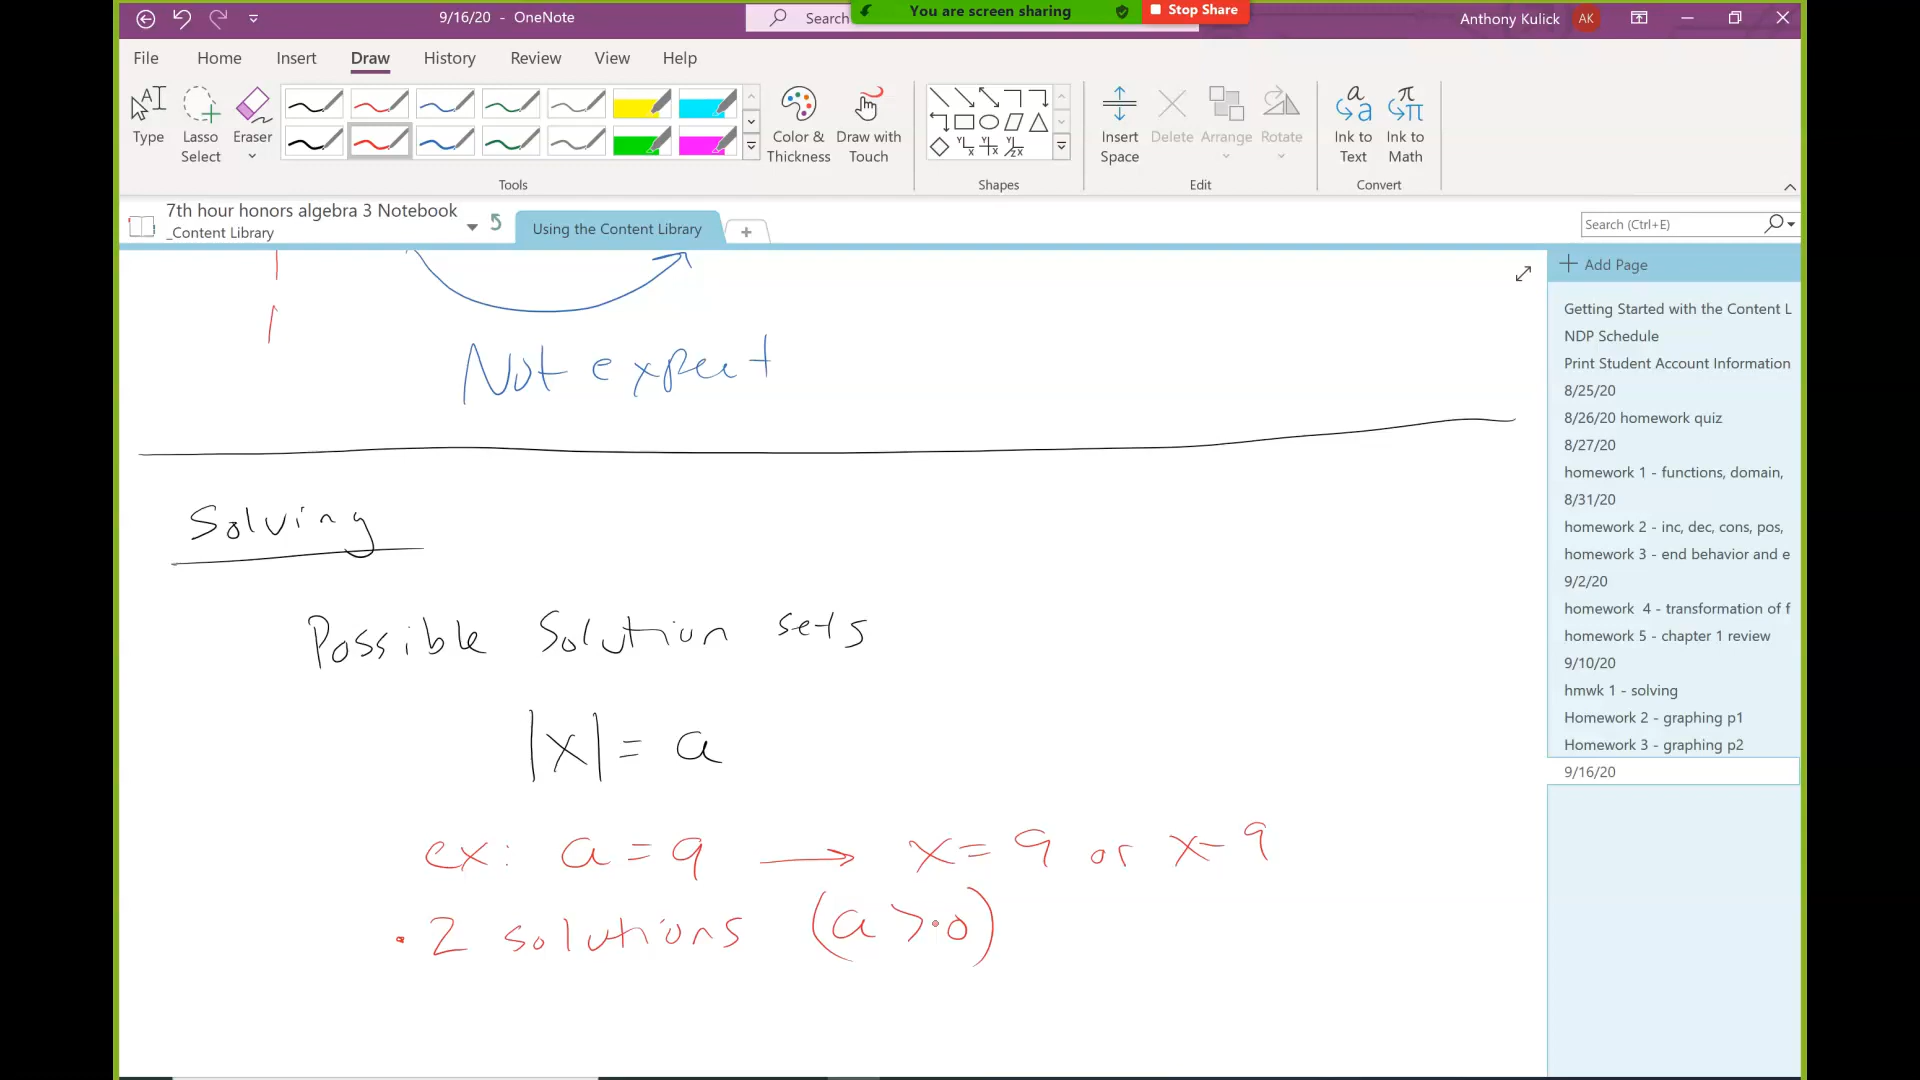 9/16/20 - OneNote
Search
You are screen sharing
Stop Share
Anthony Kulick
AK
File Home Insert Draw History Review View Help
Type
Lasso Select
Eraser
Color & Thickness
Draw with Touch
Insert Space
Delete
Arrange
Rotate
Ink to Text
Ink to Math
Tools
Shapes
Edit
Convert
7th hour honors algebra 3 Notebook
_Content Library
Using the Content Library
Search (Ctrl+E)
Not expect
Solving
Possible Solution sets
|x| = a
ex: a = 9 → x = 9 or x - 9
• 2 solutions (a > 0)
Add Page
Getting Started with the Content L
NDP Schedule
Print Student Account Information
8/25/20
8/26/20 homework quiz
8/27/20
homework 1 - functions, domain,
8/31/20
homework 2 - inc, dec, cons, pos,
homework 3 - end behavior and e
9/2/20
homework 4 - transformation of f
homework 5 - chapter 1 review
9/10/20
hmwk 1 - solving
Homework 2 - graphing p1
Homework 3 - graphing p2
9/16/20